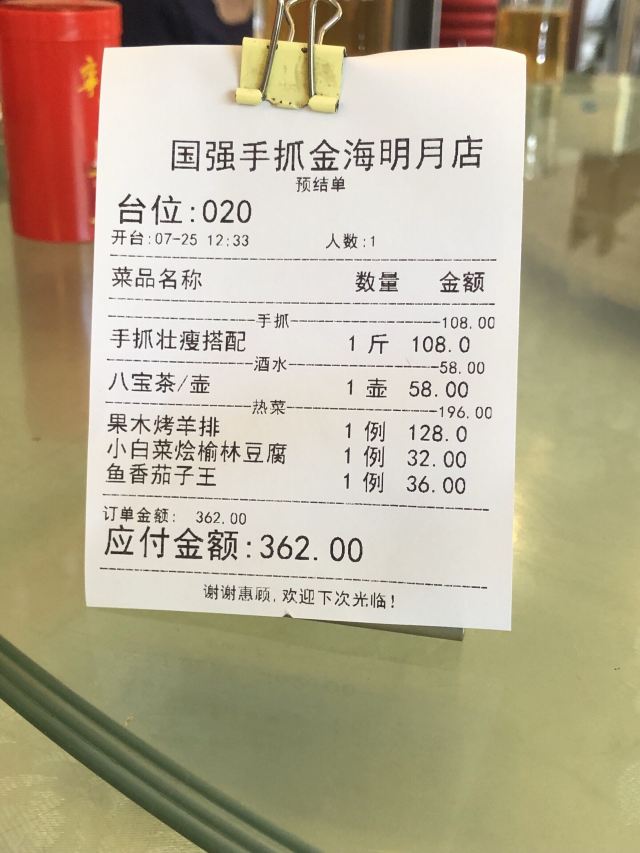 国强手抓金海明月店
预结单
台位:020
开台:07-25 12:33 人数:1
菜品名称 数量 金额
手抓 108.00
手抓壮瘦搭配 1 斤 108.0
酒水 58.00
八宝茶/壶 1 壶 58.00
热菜 196.00
果木烤羊排 1 例 128.0
小白菜烩榆林豆腐 1 例 32.00
鱼香茄子王 1 例 36.00
订单金额: 362.00
应付金额:362.00
谢谢惠顾,欢迎下次光临!